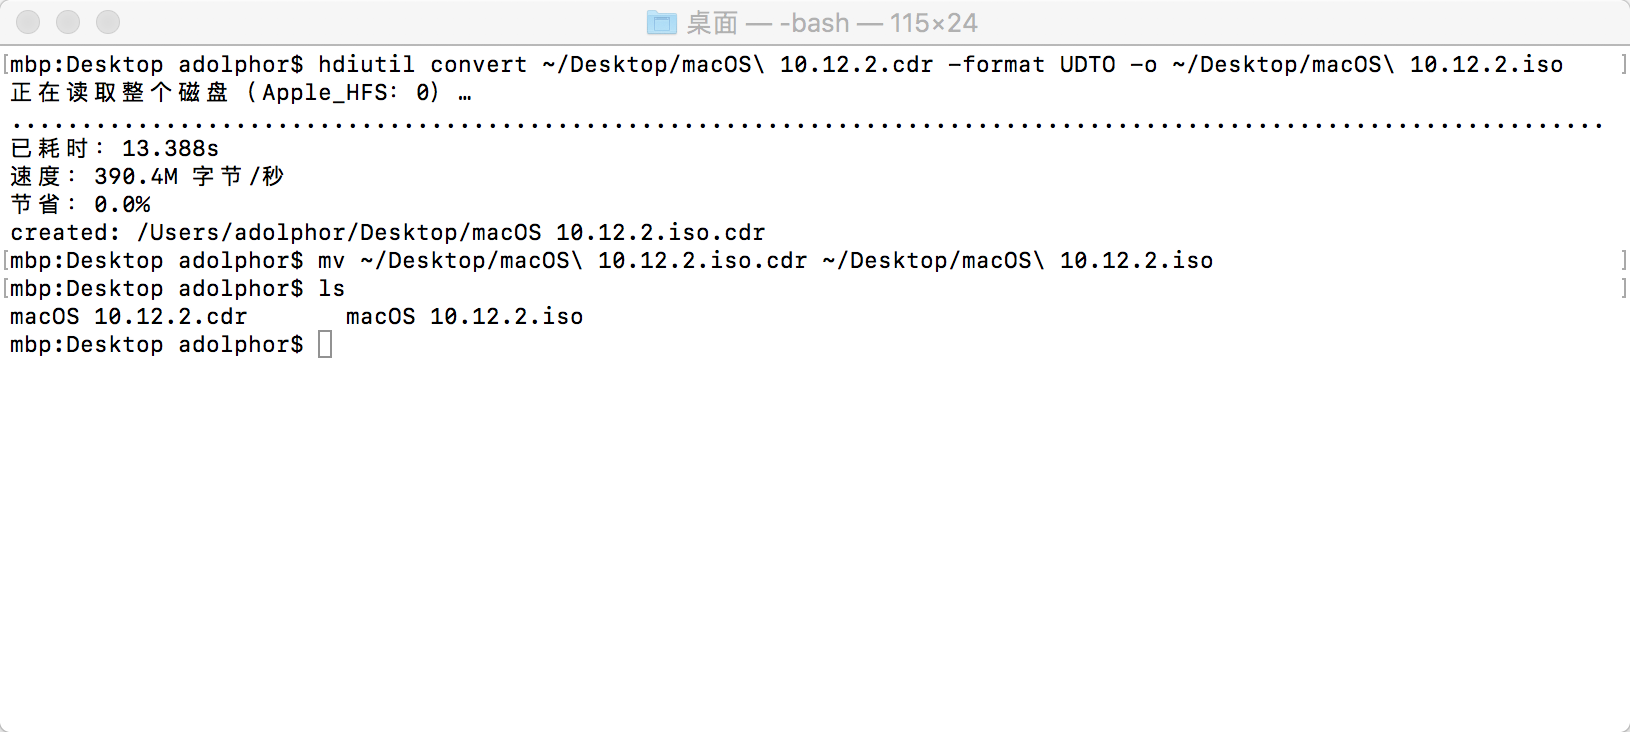 桌面 — -bash — 115×24
[mbp:Desktop adolphor$ hdiutil convert ~/Desktop/macOS\ 10.12.2.cdr -format UDTO -o ~/Desktop/macOS\ 10.12.2.iso ]
正在读取整个磁盘（Apple_HFS：0）…
..................................................................................................................
已耗时：13.388s
速度：390.4M 字节/秒
节省：0.0%
created: /Users/adolphor/Desktop/macOS 10.12.2.iso.cdr
[mbp:Desktop adolphor$ mv ~/Desktop/macOS\ 10.12.2.iso.cdr ~/Desktop/macOS\ 10.12.2.iso ]
[mbp:Desktop adolphor$ ls ]
macOS 10.12.2.cdr       macOS 10.12.2.iso
mbp:Desktop adolphor$